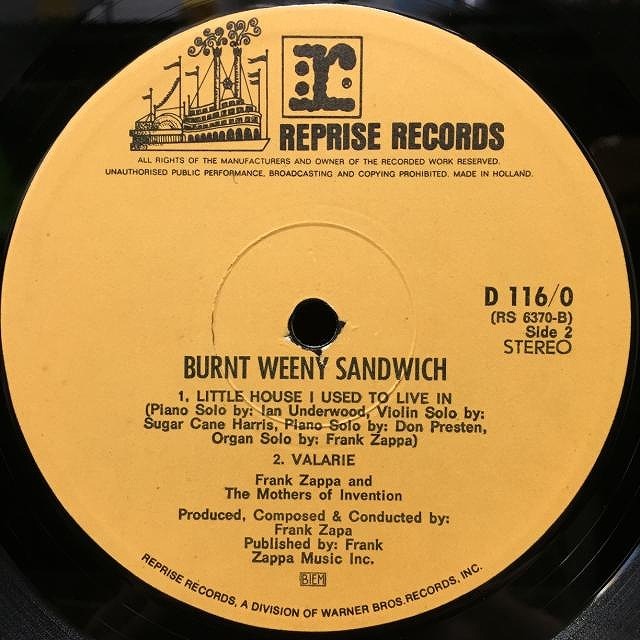 r.
REPRISE RECORDS
ALL RIGHTS OF THE MANUFACTURERS AND OWNER OF THE RECORDED WORK RESERVED.
UNAUTHORISED PUBLIC PERFORMANCE, BROADCASTING AND COPYING PROHIBITED. MADE IN HOLLAND.
D 116/0
(RS 6370-B)
Side 2
STEREO
BURNT WEENY SANDWICH
1. LITTLE HOUSE I USED TO LIVE IN
(Piano Solo by: Ian Underwood, Violin Solo by:
Sugar Cane Harris, Piano Solo by: Don Presten,
Organ Solo by: Frank Zappa)
2. VALARIE
Frank Zappa and
The Mothers of Invention
Produced, Composed & Conducted by:
Frank Zapa
Published by: Frank
Zappa Music Inc.
BIEM
REPRISE RECORDS, A DIVISION OF WARNER BROS. RECORDS, INC.